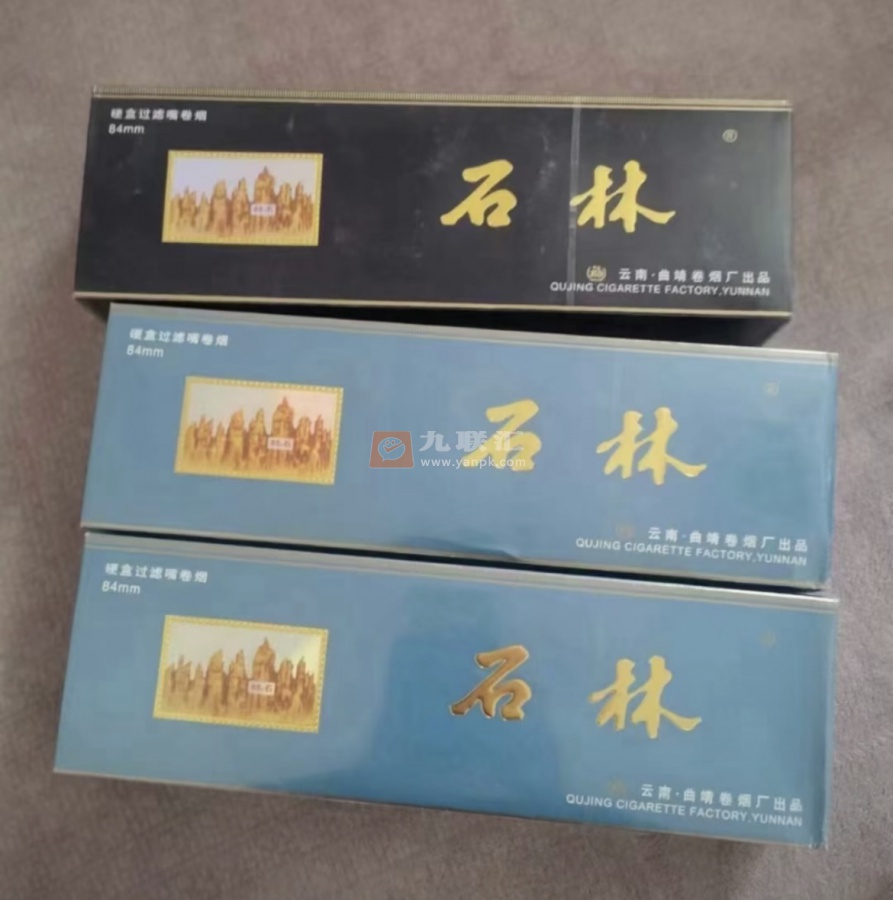 硬盒过滤嘴卷烟
84mm
®
石林
云南·曲靖卷烟厂出品
QUJING CIGARETTE FACTORY,YUNNAN
硬盒过滤嘴卷烟
84mm
石林
九联汇
www.yanpk.com
云南·曲靖卷烟厂出品
QUJING CIGARETTE FACTORY,YUNNAN
硬盒过滤嘴卷烟
84mm
石林
云南·曲靖卷烟厂出品
QUJING CIGARETTE FACTORY,YUNNAN